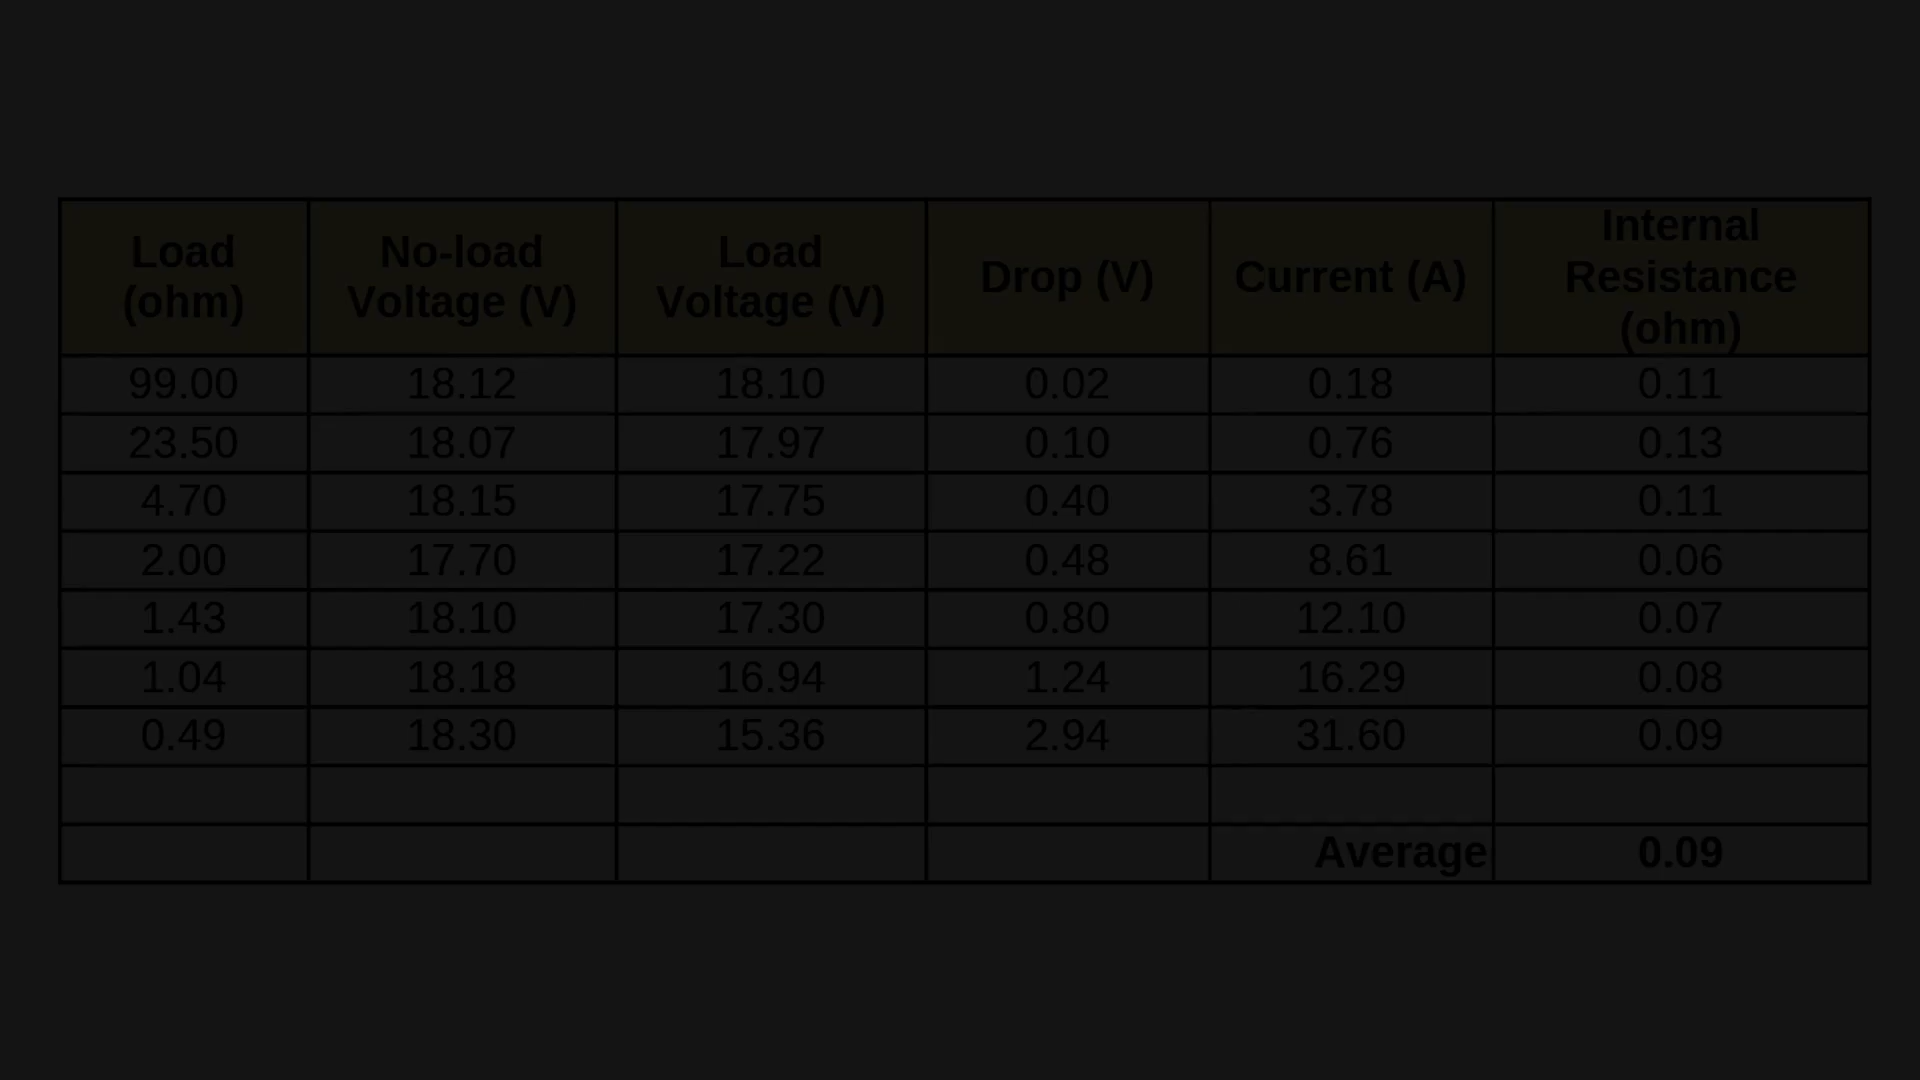 Load (ohm) No-load Voltage (V) Load Voltage (V) Drop (V) Current (A) Internal Resistance (ohm)
99.00 18.12 18.10 0.02 0.18 0.11
23.50 18.07 17.97 0.10 0.76 0.13
4.70 18.15 17.75 0.40 3.78 0.11
2.00 17.70 17.22 0.48 8.61 0.06
1.43 18.10 17.30 0.80 12.10 0.07
1.04 18.18 16.94 1.24 16.29 0.08
0.49 18.30 15.36 2.94 31.60 0.09
Average 0.09